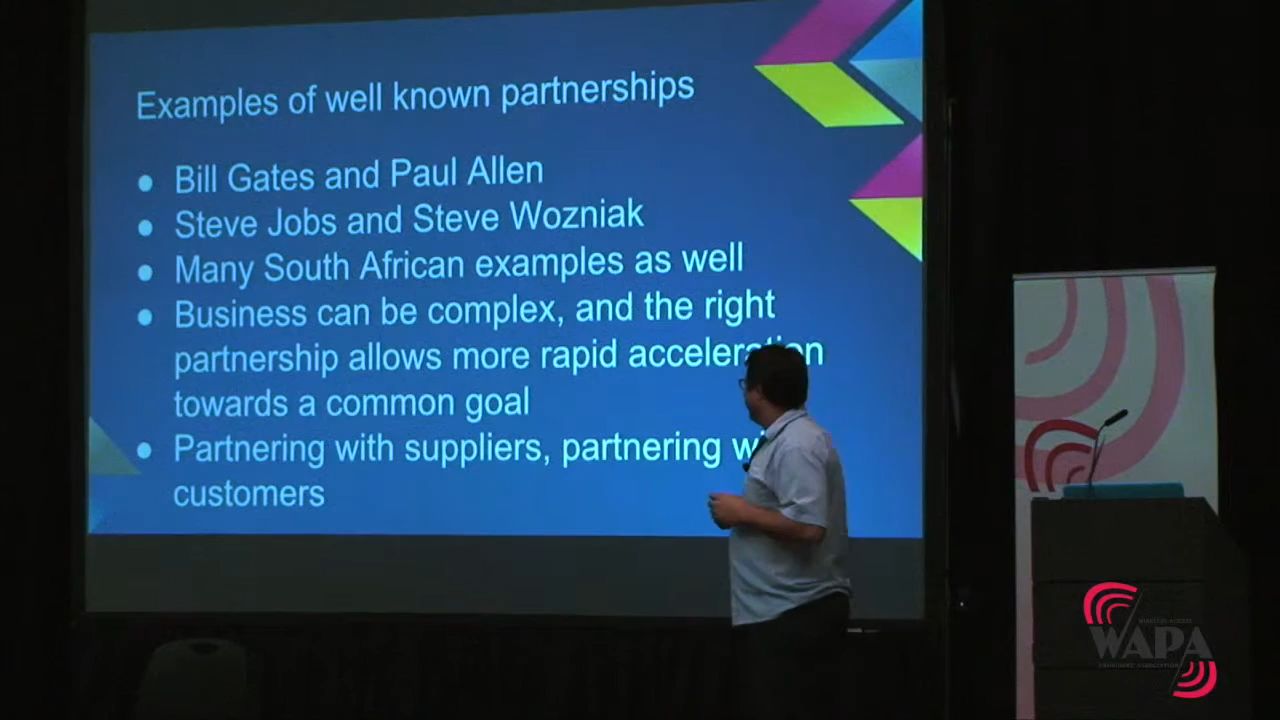 Examples of well known partnerships
● Bill Gates and Paul Allen
● Steve Jobs and Steve Wozniak
● Many South African examples as well
● Business can be complex, and the right
partnership allows more rapid acceleration
towards a common goal
● Partnering with suppliers, partnering
customers
WAPA